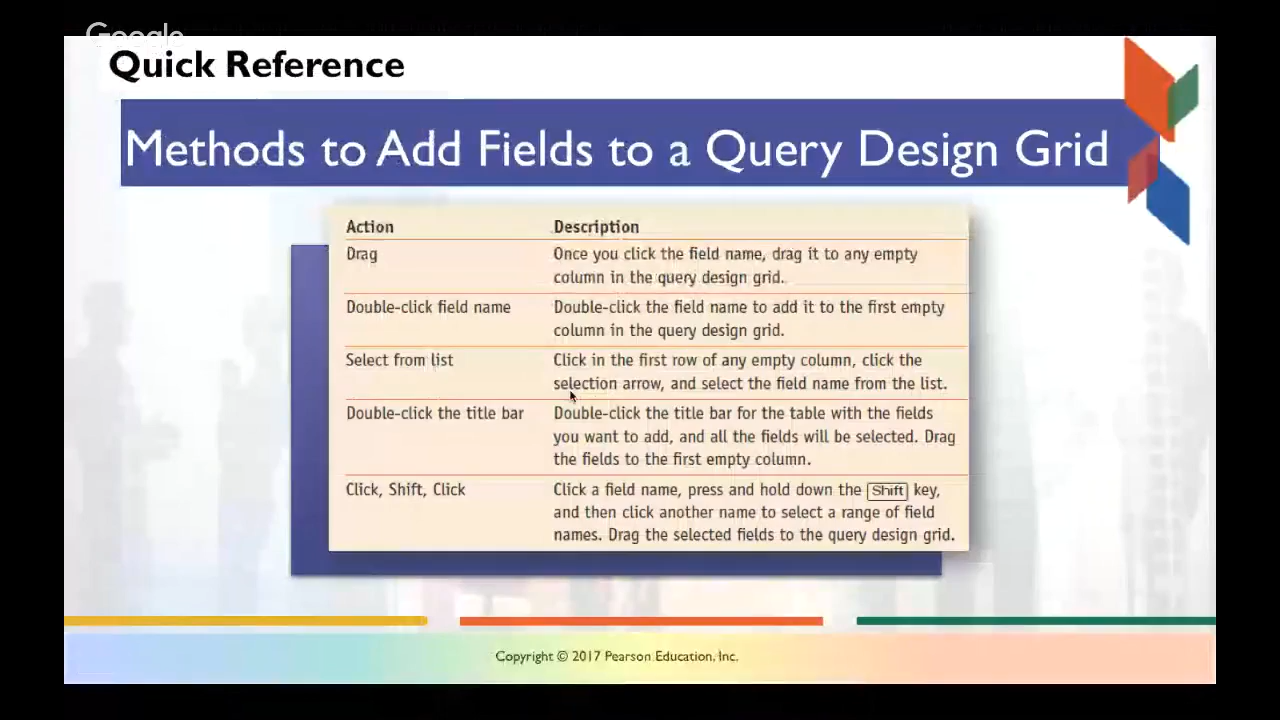 Google
Quick Reference
Methods to Add Fields to a Query Design Grid
Action Description
Drag Once you click the field name, drag it to any empty
column in the query design grid.
Double-click field name Double-click the field name to add it to the first empty
column in the query design grid.
Select from list Click in the first row of any empty column, click the
selection arrow, and select the field name from the list.
Double-click the title bar Double-click the title bar for the table with the fields
you want to add, and all the fields will be selected. Drag
the fields to the first empty column.
Click, Shift, Click Click a field name, press and hold down the Shift key,
and then click another name to select a range of field
names. Drag the selected fields to the query design grid.
Copyright © 2017 Pearson Education, Inc.